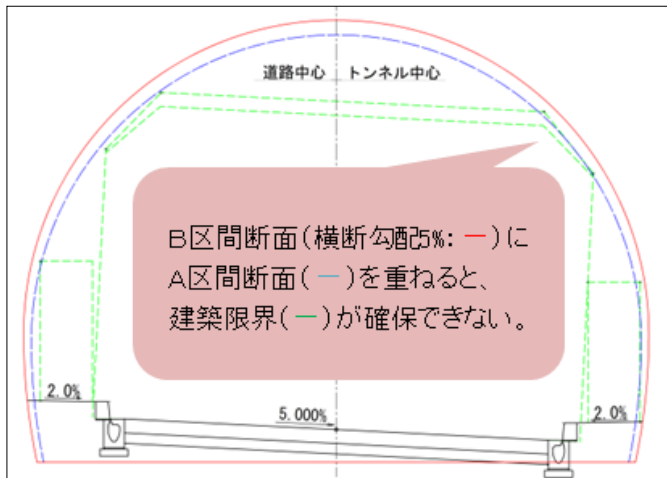 道路中心 トンネル中心
B区間断面(横断勾配5%: ー)に
A区間断面(ー)を重ねると、
建築限界(ー)が確保できない。
2.0%
5.000%
2.0%